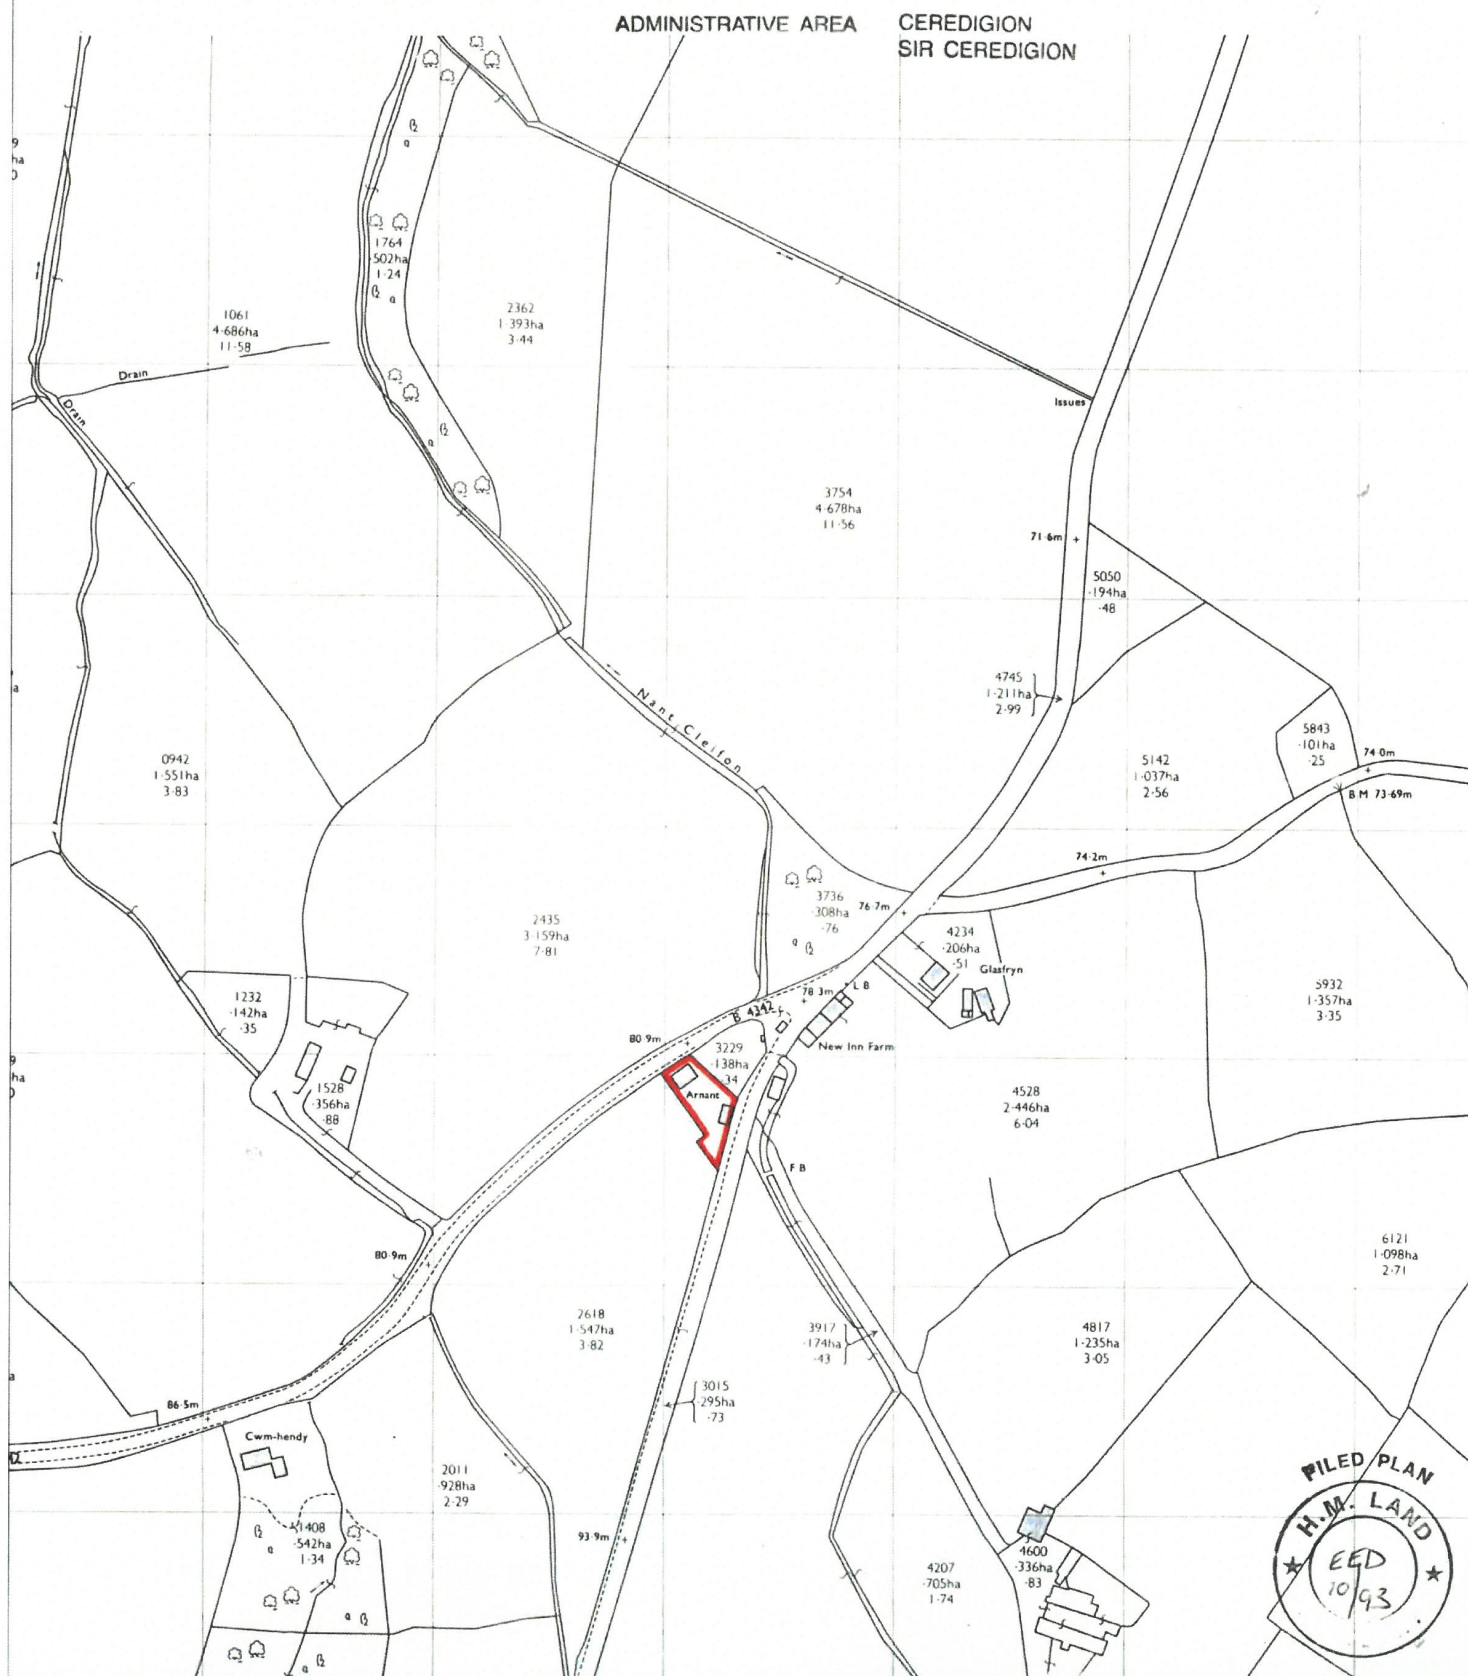 ADMINISTRATIVE AREA CEREDIGION
SIR CEREDIGION
1764
·502ha
1·24
1061
4·686ha
11·58
2362
1·393ha
3·44
Drain
Drain
Issues
3754
4·678ha
11·56
71·6m
5050
·194ha
·48
4745
1·211ha
2·99
Nant Cleifon
5843
·101ha
·25
74·0m
B M 73·69m
0942
1·551ha
3·83
5142
1·037ha
2·56
74·2m
3736
·308ha
·76
76·7m
2435
3·159ha
7·81
4234
·206ha
·51
Glasfryn
1232
·142ha
·35
78·3m
L B
5932
1·357ha
3·35
B 4342
80·9m
3229
·138ha
·34
New Inn Farm
1528
·356ha
·88
Arnant
4528
2·446ha
6·04
F B
80·9m
6121
1·098ha
2·71
2618
1·547ha
3·82
3917
·174ha
·43
4817
1·235ha
3·05
3015
·295ha
·73
86·5m
Cwm-hendy
2011
·928ha
2·29
1408
·542ha
1·34
93·9m
4207
·705ha
1·74
4600
·336ha
·83
FILED PLAN
H.M. LAND
EED
10/93